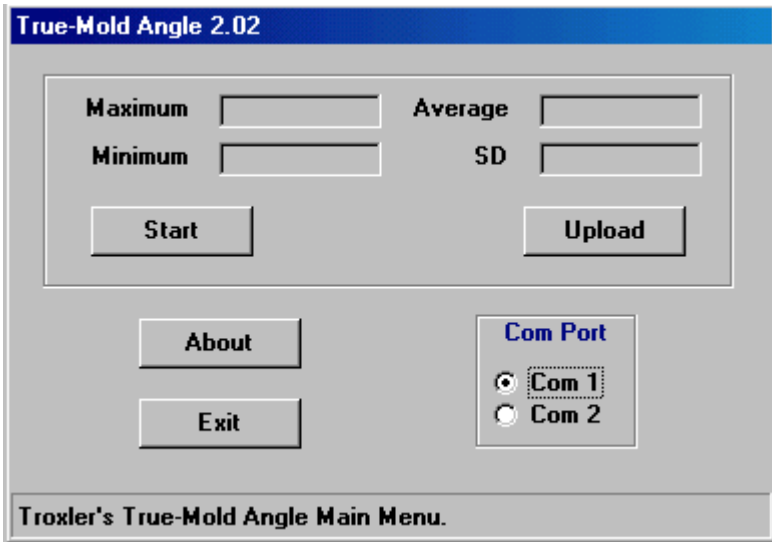 True-Mold Angle 2.02
Maximum
Average
Minimum
SD
Start
Upload
About
Com Port
Com 1
Exit
Com 2
Troxler's True-Mold Angle Main Menu.